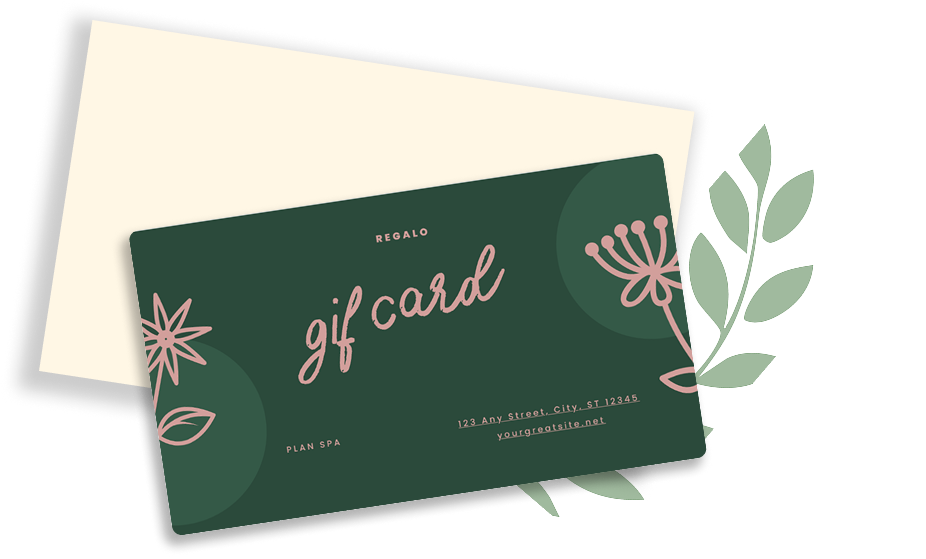 REGALO
gif card
PLAN SPA
123 Any Street, City, ST 12345
yourgreatsite.net